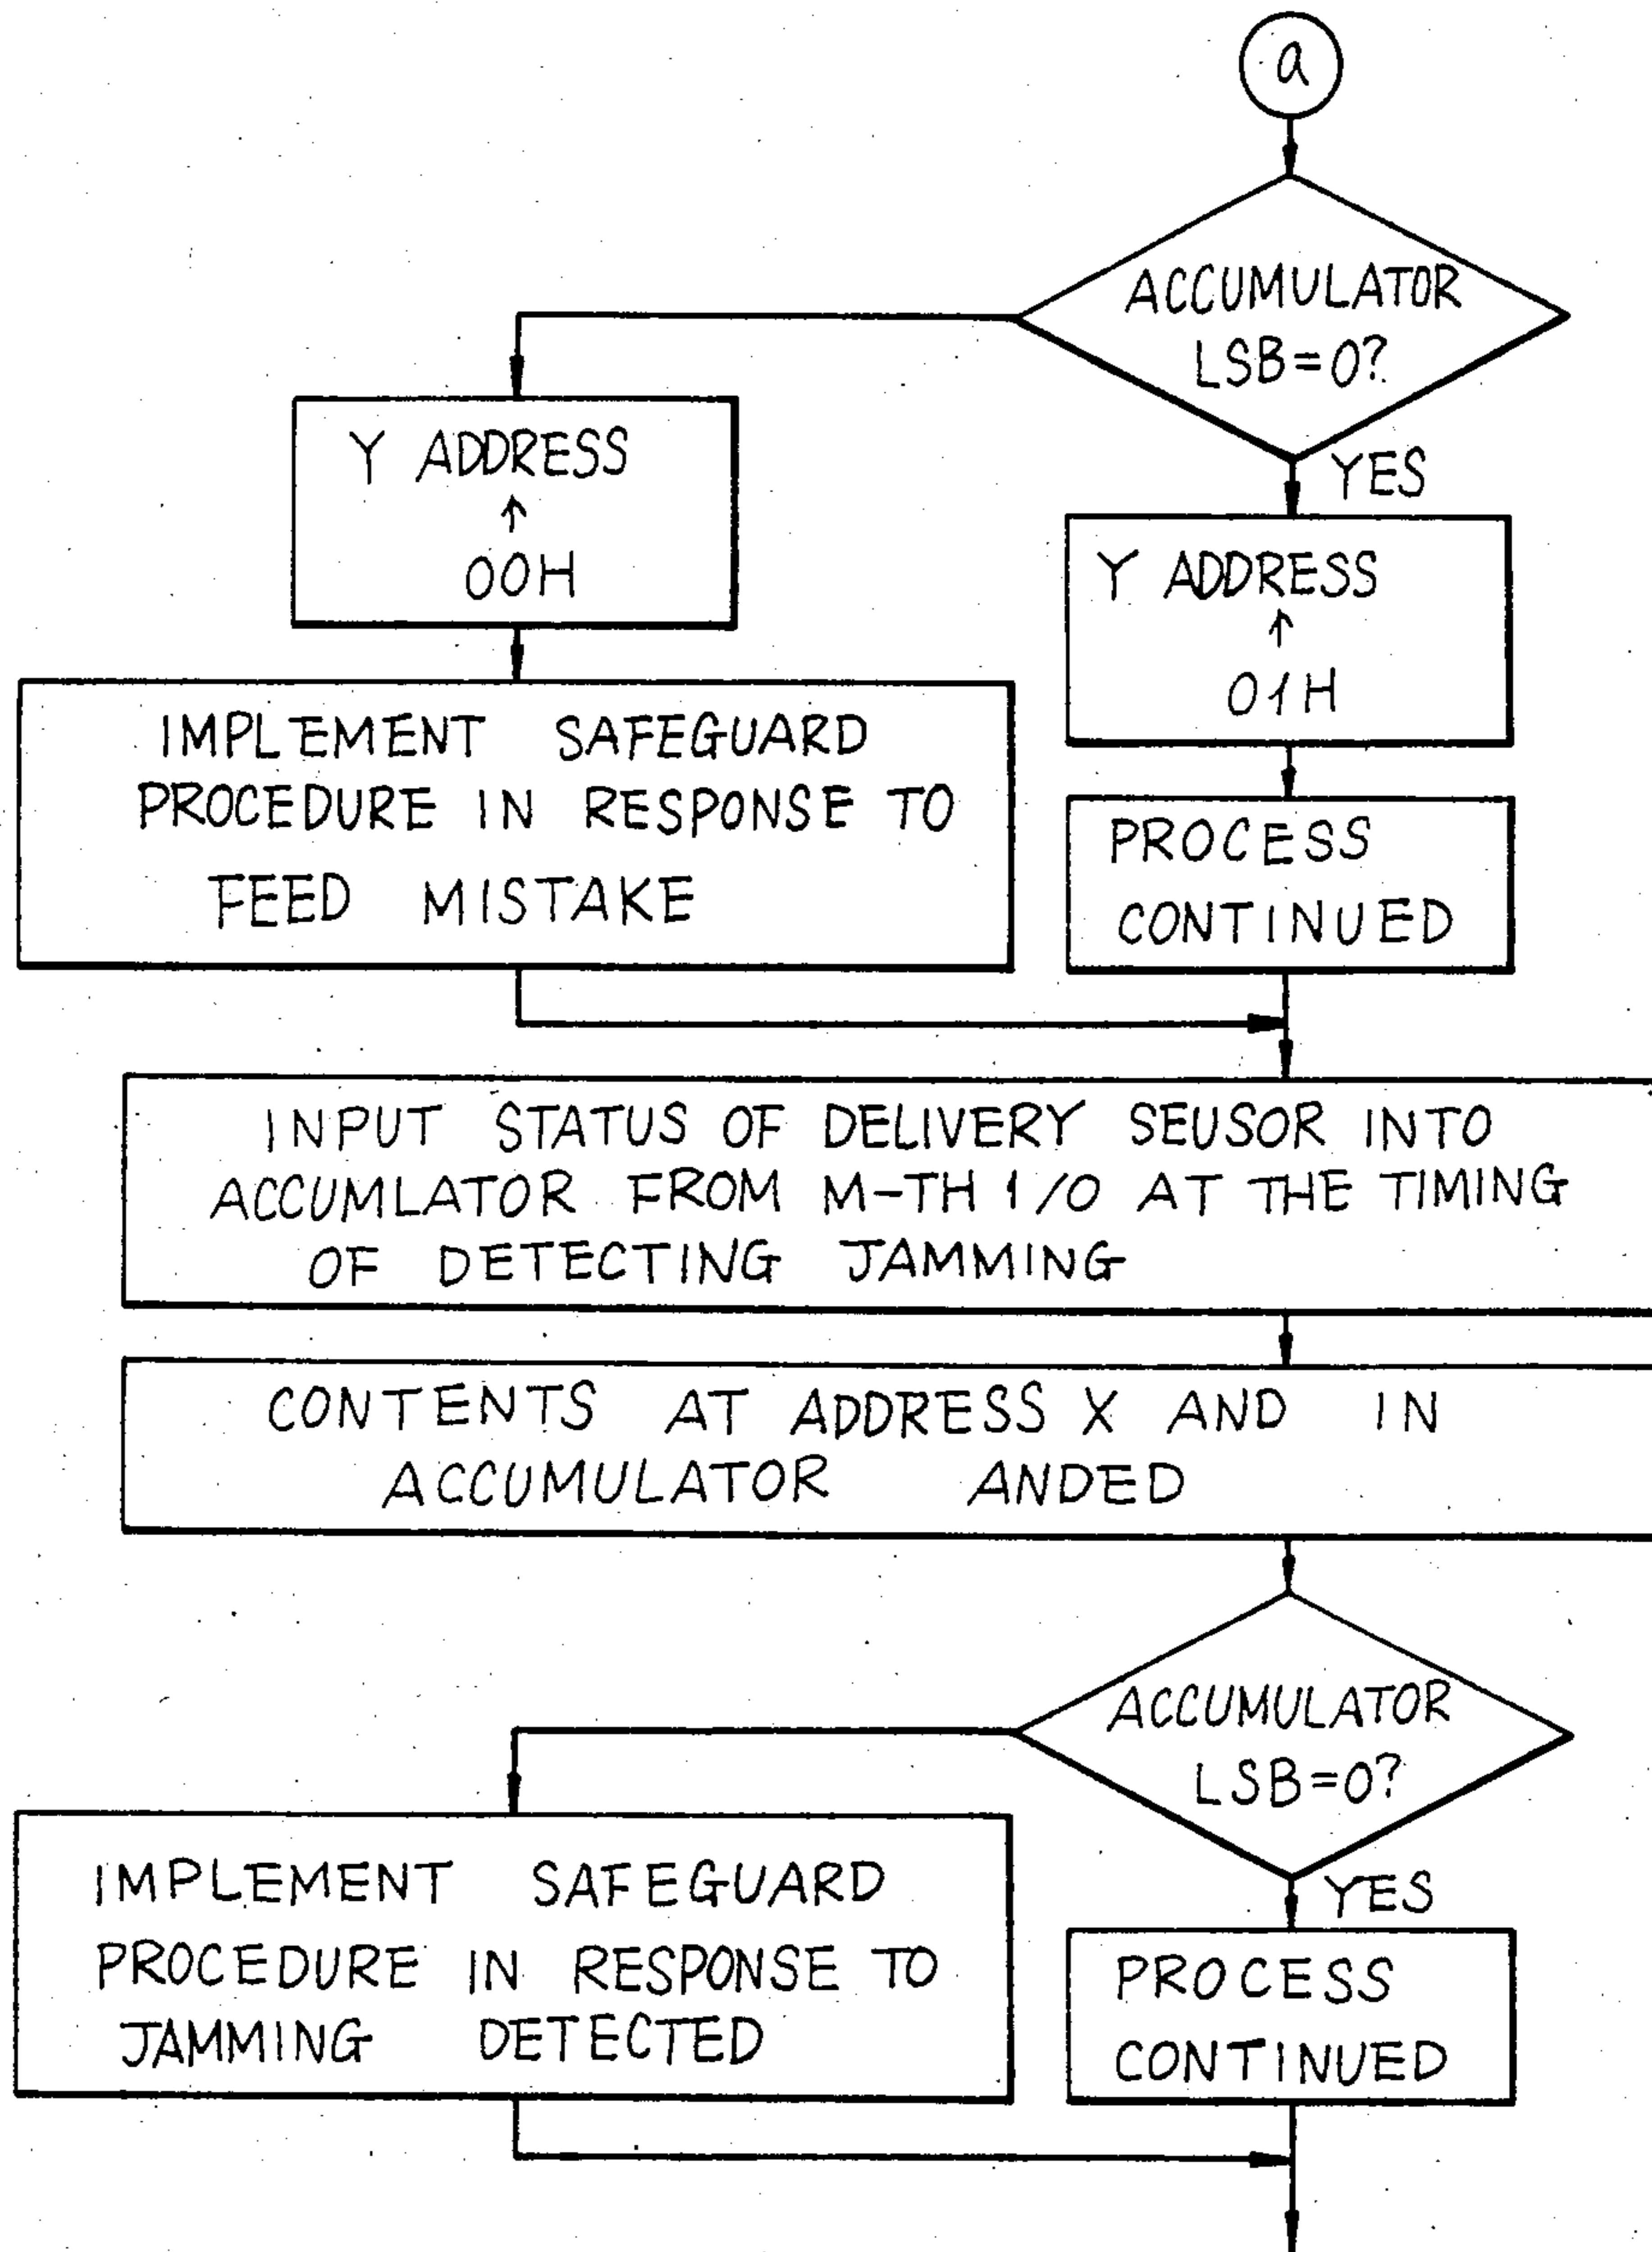 a
ACCUMULATOR
LSB=0?
YES
Y ADDRESS
↑
00H
Y ADDRESS
↑
01H
IMPLEMENT SAFEGUARD
PROCEDURE IN RESPONSE TO
FEED MISTAKE
PROCESS
CONTINUED
INPUT STATUS OF DELIVERY SEUSOR INTO
ACCUMLATOR FROM M-TH 1/0 AT THE TIMING
OF DETECTING JAMMING
CONTENTS AT ADDRESS X AND IN
ACCUMULATOR ANDED
ACCUMULATOR
LSB=0?
YES
IMPLEMENT SAFEGUARD
PROCEDURE IN RESPONSE TO
JAMMING DETECTED
PROCESS
CONTINUED